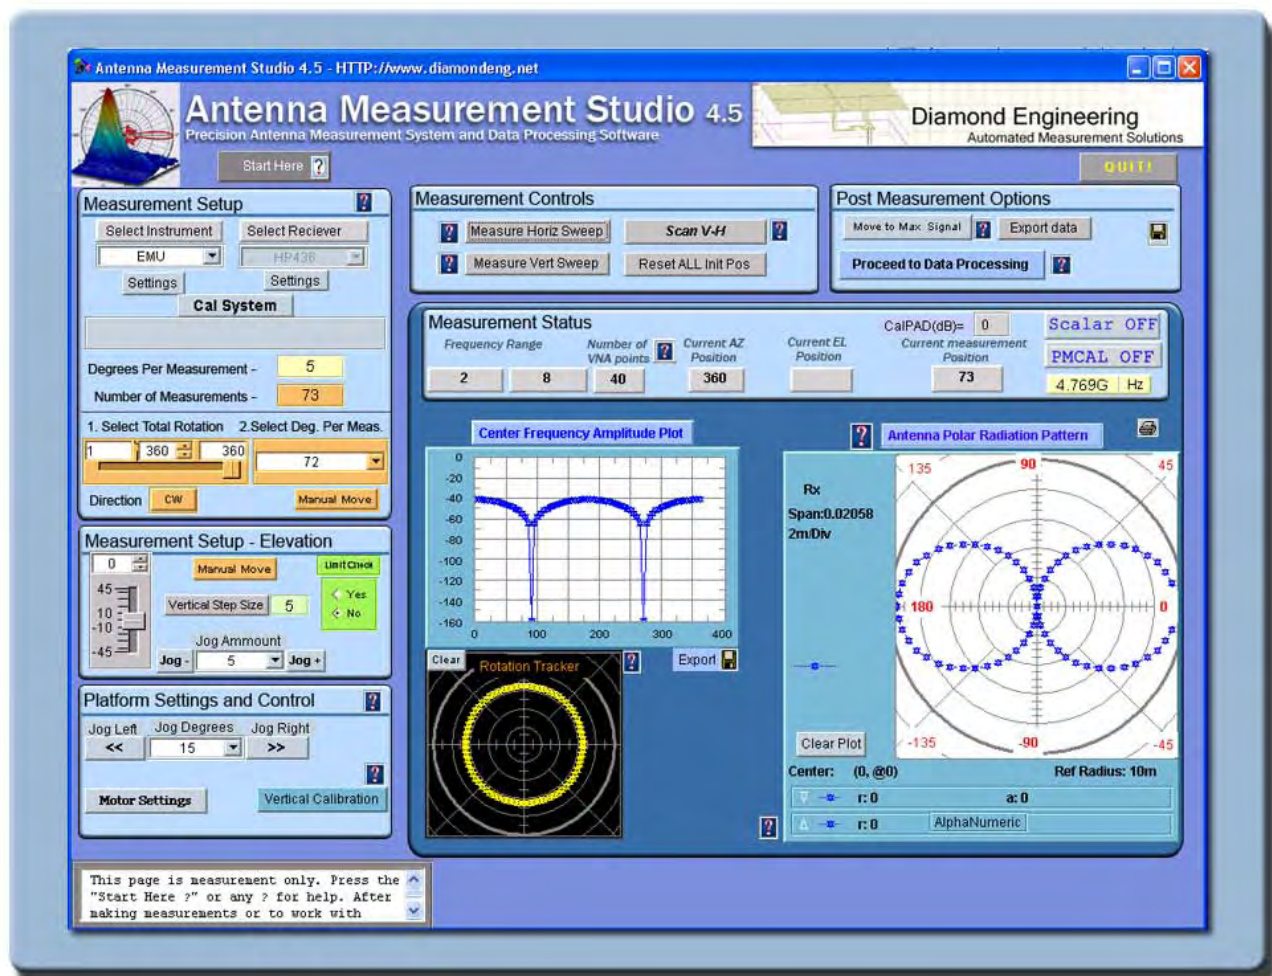 Antenna Measurement Studio 4.5 - HTTP://www.diamondeng.net
Antenna Measurement Studio 4.5
Precision Antenna Measurement System and Data Processing Software
Diamond Engineering
Automated Measurement Solutions
Start Here ?
QUIT!
Measurement Setup ?
Select Instrument Select Reciever
EMU HP438
Settings Settings
Cal System
Degrees Per Measurement - 5
Number of Measurements - 73
1. Select Total Rotation 2.Select Deg. Per Meas.
1 360 360 72
Direction CW Manual Move
Measurement Setup - Elevation
0 Manual Move Limit Check
45 Yes
10 Vertical Step Size 5 No
-10
-45
Jog Ammount
Jog - 5 Jog +
Platform Settings and Control ?
Jog Left Jog Degrees Jog Right
<< 15 >>
?
Motor Settings Vertical Calibration
This page is measurement only. Press the
"Start Here ?" or any ? for help. After
making measurements or to work with
Measurement Controls
? Measure Horiz Sweep Scan V-H ?
? Measure Vert Sweep Reset ALL Init Pos
Post Measurement Options
Move to Max Signal ? Export data
Proceed to Data Processing ?
Measurement Status
CalPAD(dB)= 0 Scalar OFF
Frequency Range Number of VNA points ? Current AZ Position Current EL Position Current measurement Position
PMCAL OFF
2 8 40 360 73
4.769G Hz
Center Frequency Amplitude Plot
0
-20
-40
-60
-80
-100
-120
-140
-160
0 100 200 300 400
Clear Rotation Tracker ? Export
? Antenna Polar Radiation Pattern
Rx
Span:0.02058
2m/Div
135 90 45
180 0
-135 -90 -45
Clear Plot
Center: (0, @0) Ref Radius: 10m
r:0 a:0
? r:0 AlphaNumeric